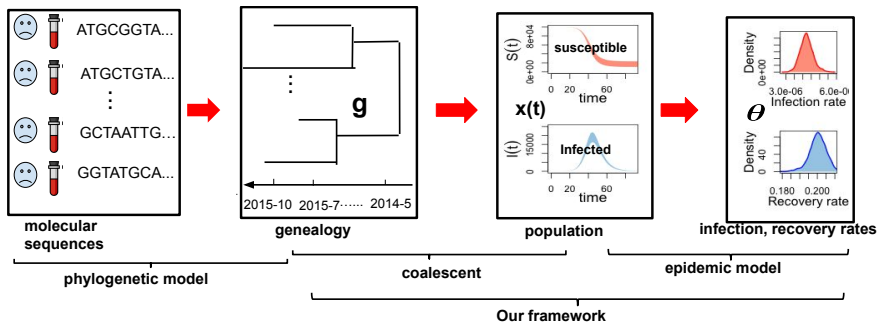 ATGCGGTA...
ATGCTGTA...
⋮
GCTAATTG...
GGTATGCA...
molecular
sequences
g
⋮
2015-10 2015-7...... 2014-5
genealogy
S(t)
0e+00 8e+04
susceptible
20 60
time
x(t)
I(t)
0 15000
Infected
20 60
time
population
θ
Density
0e+00
3.0e-06 6.0e-0
Infection rate
Density
0 40
0.180 0.200
Recovery rate
infection, recovery rates
phylogenetic model
coalescent
epidemic model
Our framework